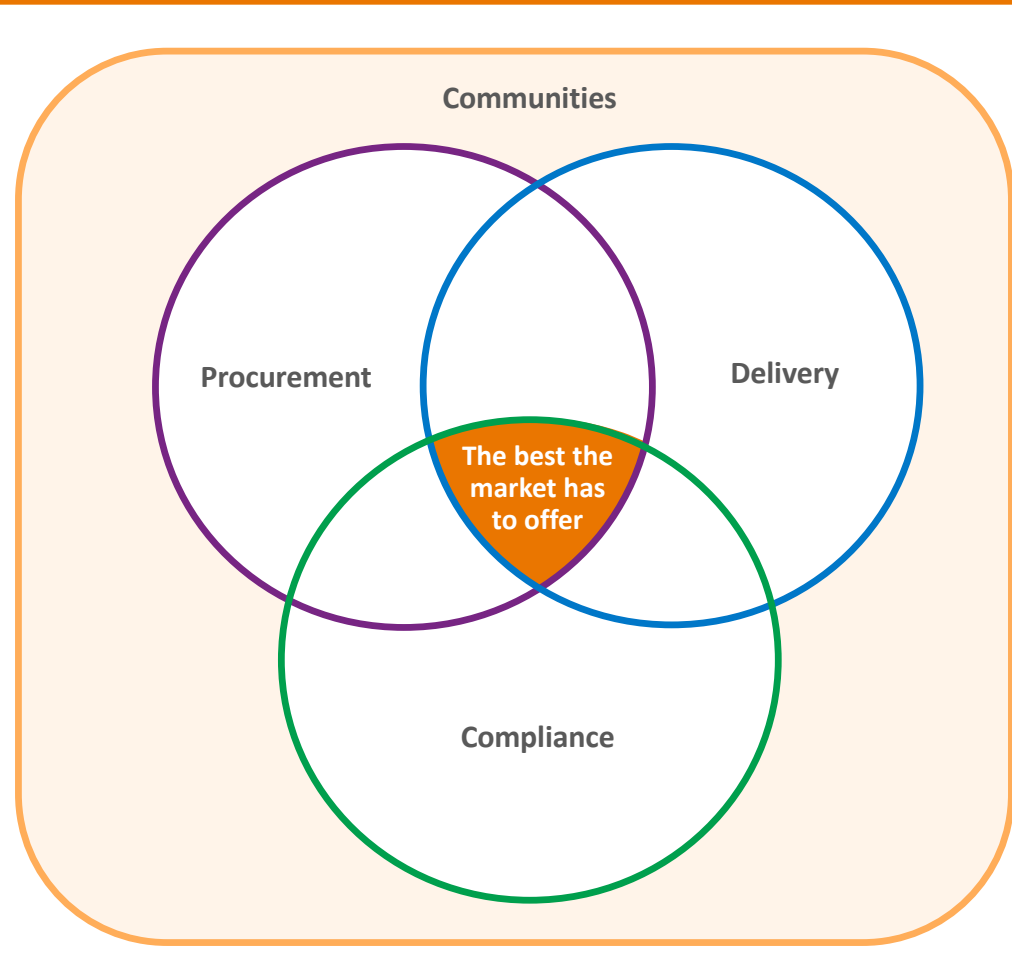 Communities
Procurement
Delivery
The best the
market has
to offer
Compliance